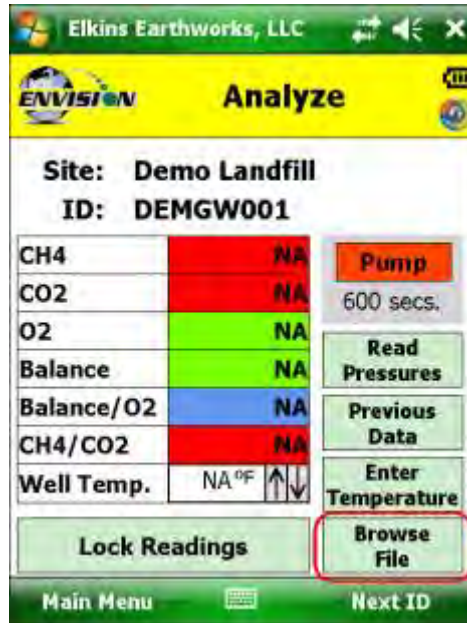 Elkins Earthworks, LLC
ENVISION
Analyze
Site: Demo Landfill
ID: DEMGW001
CH4 NA
CO2 NA
O2 NA
Balance NA
Balance/O2 NA
CH4/CO2 NA
Well Temp. NA°F
Pump
600 secs.
Read
Pressures
Previous
Data
Enter
Temperature
Browse
File
Lock Readings
Main Menu
Next ID